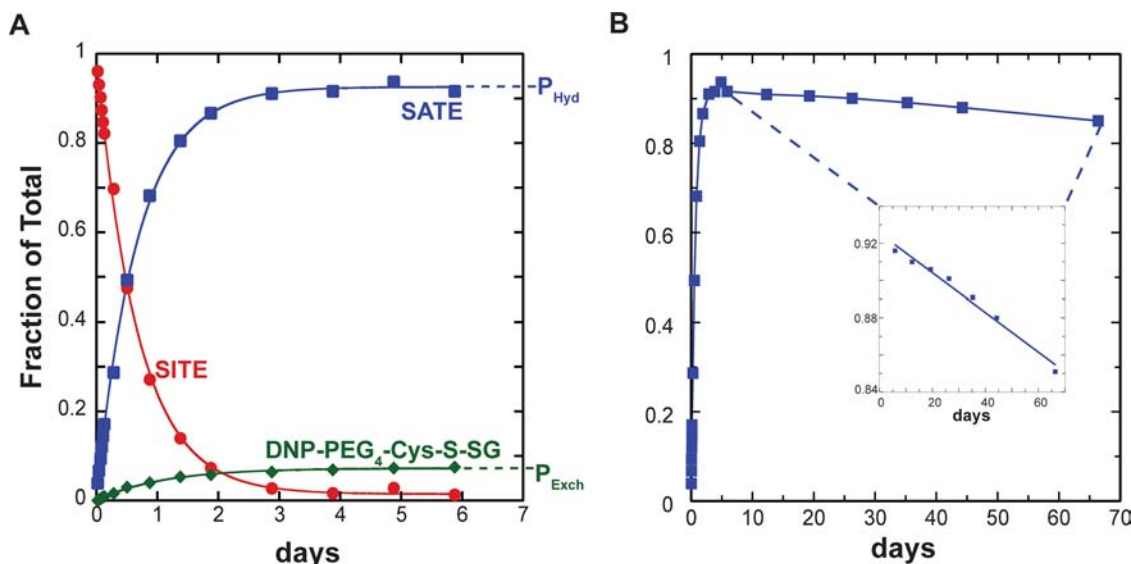 A
Fraction of Total
1
0.8
0.6
0.4
0.2
0
SATE
P Hyd
SITE
DNP-PEG4-Cys-S-SG
P Exch
0 1 2 3 4 5 6 7
days
B
1
0.8
0.6
0.4
0.2
0
0.92
0.88
0.84
0 20 40 60
days
0 10 20 30 40 50 60 70
days